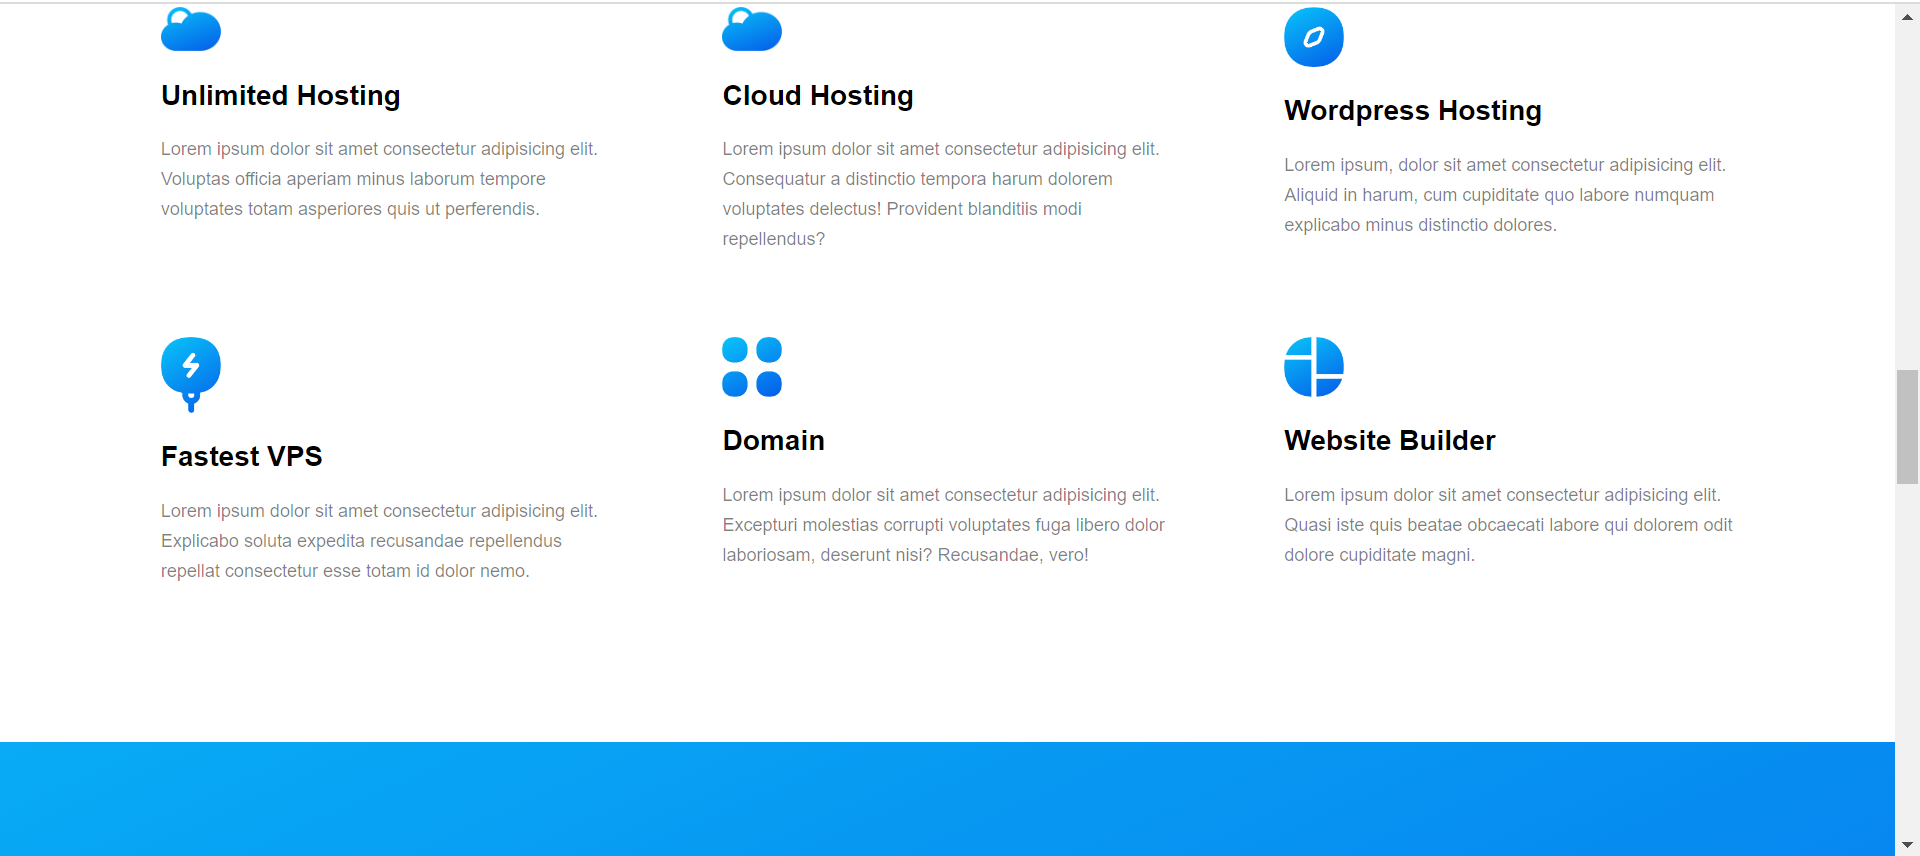 Unlimited Hosting
Lorem ipsum dolor sit amet consectetur adipisicing elit.
Voluptas officia aperiam minus laborum tempore
voluptates totam asperiores quis ut perferendis.
Cloud Hosting
Lorem ipsum dolor sit amet consectetur adipisicing elit.
Consequatur a distinctio tempora harum dolorem
voluptates delectus! Provident blanditiis modi
repellendus?
Wordpress Hosting
Lorem ipsum, dolor sit amet consectetur adipisicing elit.
Aliquid in harum, cum cupiditate quo labore numquam
explicabo minus distinctio dolores.
Fastest VPS
Lorem ipsum dolor sit amet consectetur adipisicing elit.
Explicabo soluta expedita recusandae repellendus
repellat consectetur esse totam id dolor nemo.
Domain
Lorem ipsum dolor sit amet consectetur adipisicing elit.
Excepturi molestias corrupti voluptates fuga libero dolor
laboriosam, deserunt nisi? Recusandae, vero!
Website Builder
Lorem ipsum dolor sit amet consectetur adipisicing elit.
Quasi iste quis beatae obcaecati labore qui dolorem odit
dolore cupiditate magni.